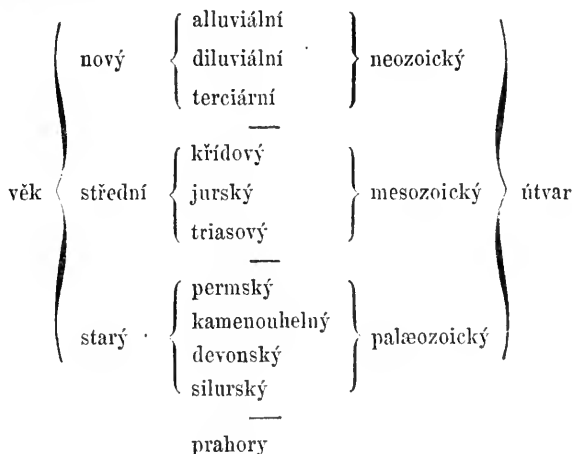 alluviální
nový diluviální neozoický
terciární
křídový
věk střední jurský mesozoický útvar
triasový
permský
kamenouhelný
starý palæozoický
devonský
silurský
prahory